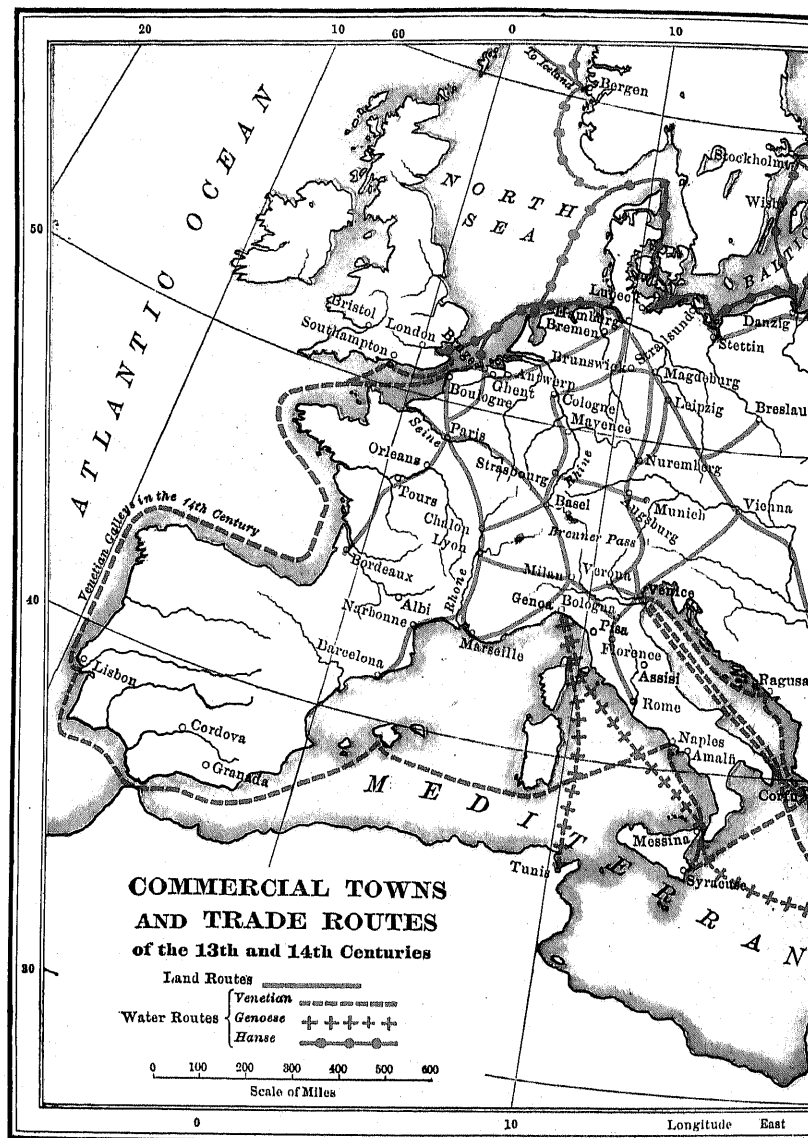 20 10 60 0 10
To Iceland
Bergen
Stockholm
NORTH
SEA
ATLANTIC OCEAN
50
BALTIC
Lubeck
Hamburg
Danzig
Bristol
London
Bremen
Stralsund
Stettin
Southampton
Bruges
Brunswick
Antwerp
Ghent
Magdeburg
Boulogne
Cologne
Leipzig
Breslau
Mayence
Seine
Paris
Orleans
Strasbourg
Rhine
Nuremberg
Tours
Basel
Augsburg
Munich
Vienna
Venetian Galleys in the 14th Century
Chalon
Brenner Pass
Lyon
Bordeaux
Milan
Verona
Venice
40
Albi
Rhone
Genoa
Bologna
Narbonne
Pisa
Marseille
Florence
Lisbon
Barcelona
Assisi
Ragusa
Rome
Cordova
Naples
Amalfi
Granada
MEDITERRAN
Corfu
Messina
Tunis
Syracuse
COMMERCIAL TOWNS
AND TRADE ROUTES
of the 13th and 14th Centuries
30
Land Routes
Water Routes
Venetian
Genoese
Hanse
0 100 200 300 400 500 600
Scale of Miles
0 10 Longitude East